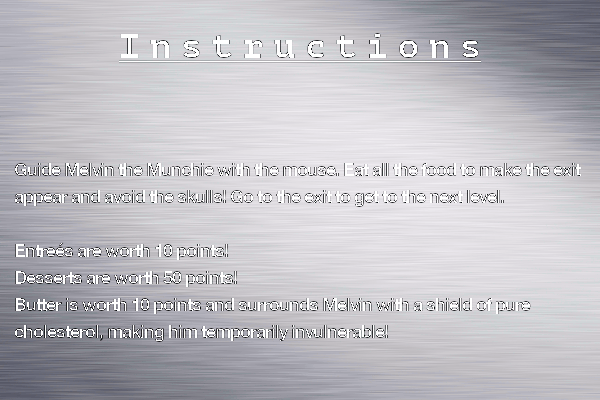 Instructions
Guide Melvin the Munchie with the mouse. Eat all the food to make the exit
appear and avoid the skulls! Go to the exit to get to the next level.
Entreés are worth 10 points!
Desserts are worth 50 points!
Butter is worth 10 points and surrounds Melvin with a shield of pure
cholesterol, making him temporarily invulnerable!